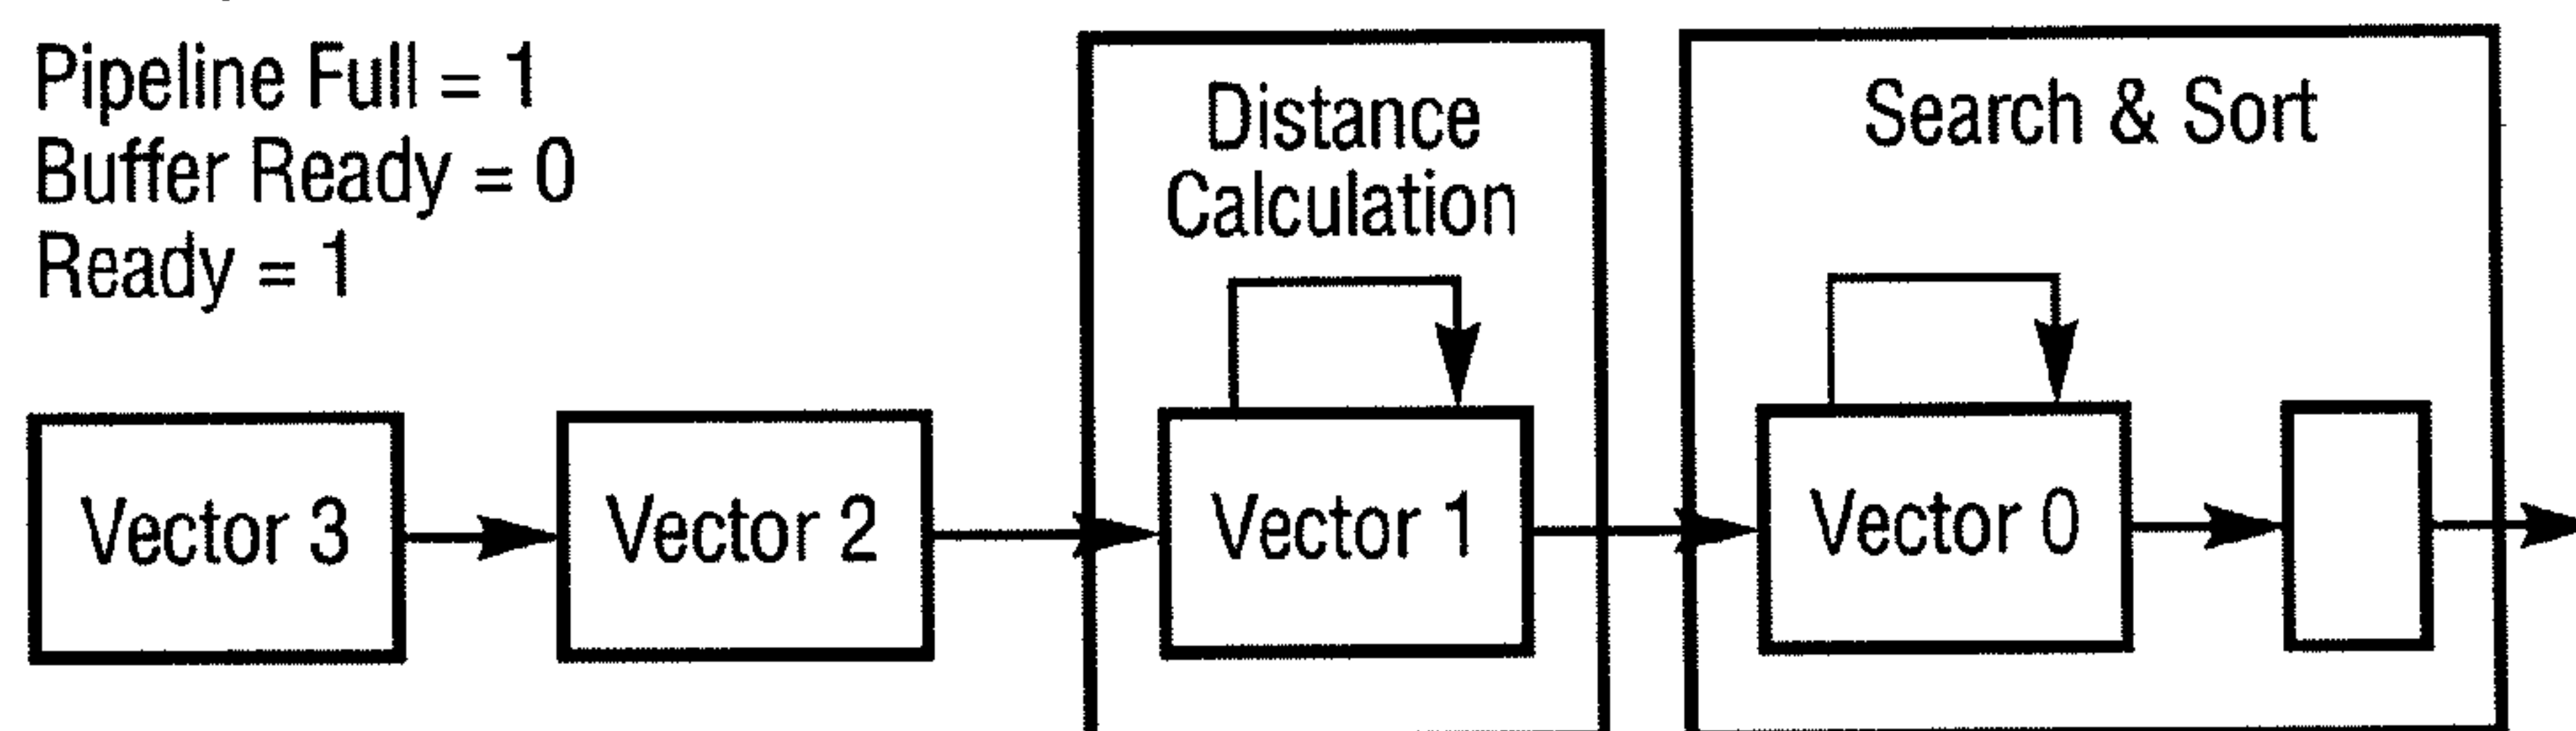 Pipeline Full = 1
Buffer Ready = 0
Ready = 1
Distance
Calculation
Search & Sort
Vector 3
Vector 2
Vector 1
Vector 0